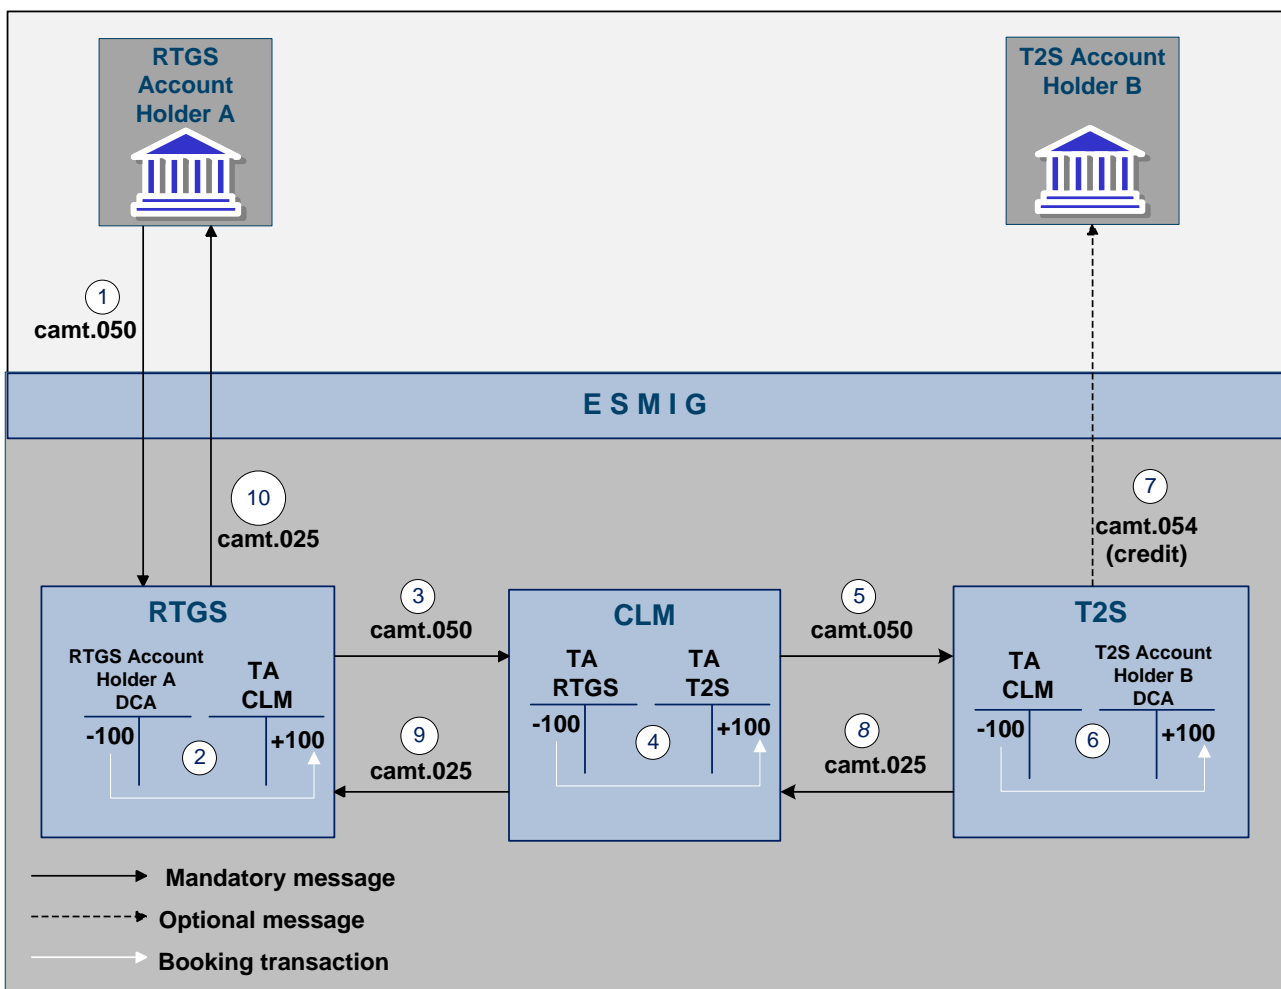 RTGS
Account
Holder A
T2S Account
Holder B
1
camt.050
E S M I G
10
camt.025
7
camt.054
(credit)
RTGS
RTGS Account
Holder A
DCA
TA
CLM
-100
+100
2
3
camt.050
9
camt.025
CLM
TA
RTGS
TA
T2S
-100
+100
4
5
camt.050
8
camt.025
T2S
TA
CLM
T2S Account
Holder B
DCA
-100
+100
6
Mandatory message
Optional message
Booking transaction